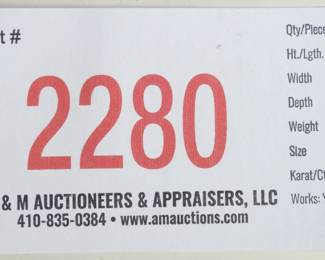 t #
2280
& M AUCTIONEERS & APPRAISERS, LLC
410-835-0384 • www.amauctions.com
Qty/Piece
Ht./Lgth.
Width
Depth
Weight
Size
Karat/Ct
Works: Y